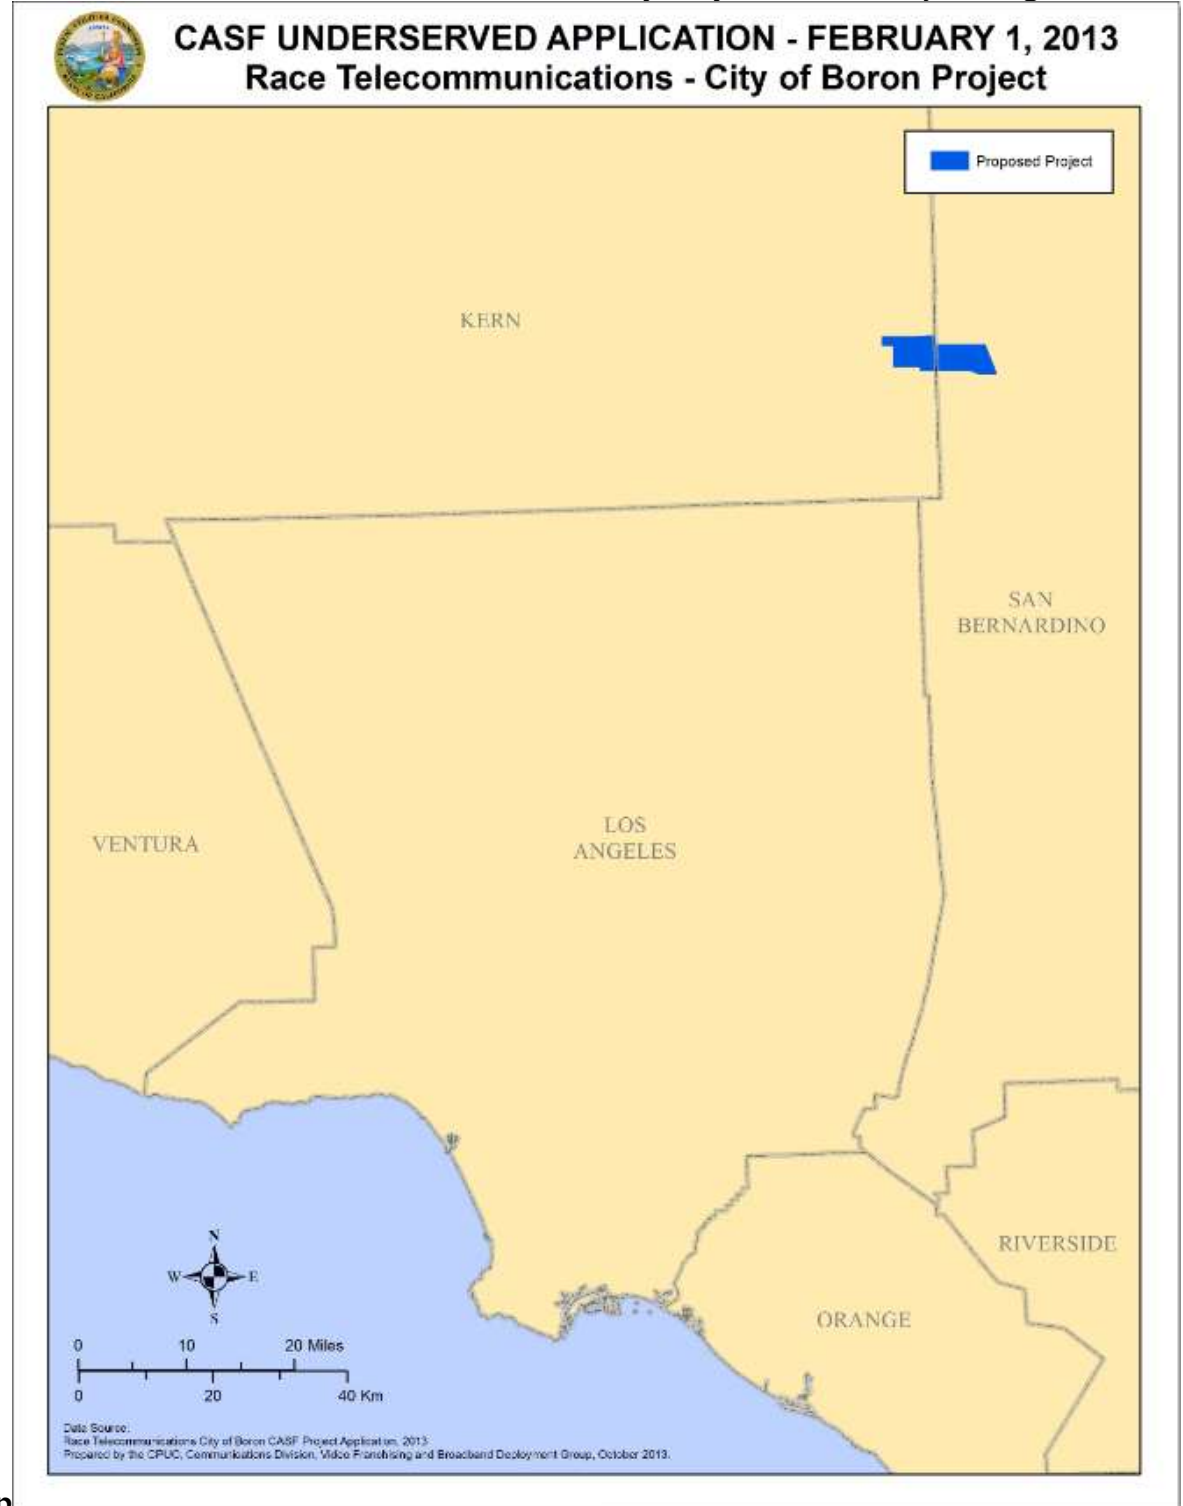 CASF UNDERSERVED APPLICATION - FEBRUARY 1, 2013
Race Telecommunications - City of Boron Project
Proposed Project
KERN
SAN
BERNARDINO
LOS
ANGELES
VENTURA
RIVERSIDE
ORANGE
N
W E
S
0 10 20 Miles
0 20 40 Km
Data Source:
Race Telecommunications City of Boron CASF Project Application, 2013
Prepared by the CPUC, Communications Division, Video Franchising and Broadband Deployment Group, October 2013.